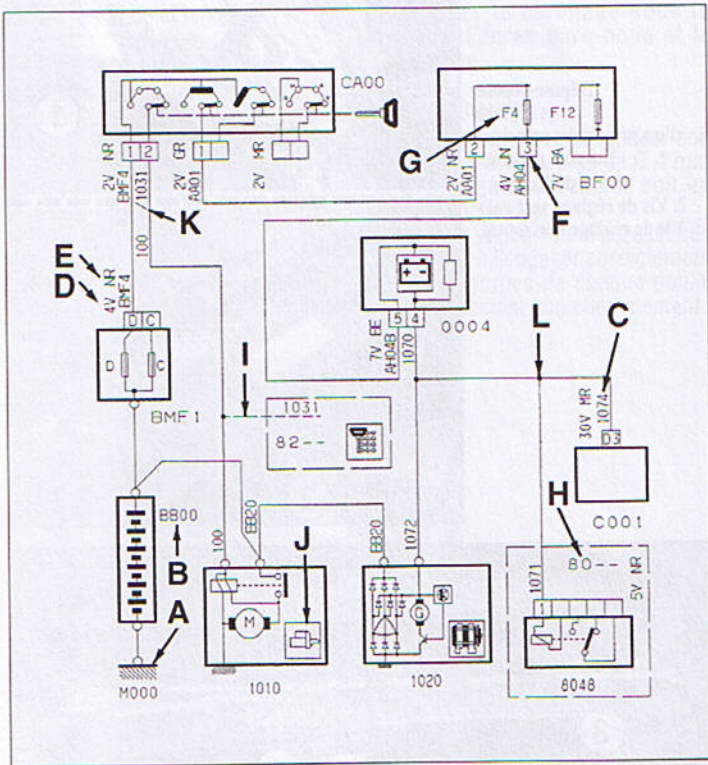 CA00
F4
F12
1
2
1
2
3
2V NR
GR
2V MR
2V NR
4V JN
7V BA
BF00
BMF4
1031
2V
AA01
AA01
AH04
G
K
F
100
E
D
4V NR
BMF4
D
C
5
4
0004
L
C
D
C
I
7V BE
AH04B
1070
BMF1
1031
82--
30V MR
1074
D3
C001
H
BB00
BB20
100
J
BB20
1072
80--
B
A
1071
5V NR
1
M
G
M000
1010
1020
8048